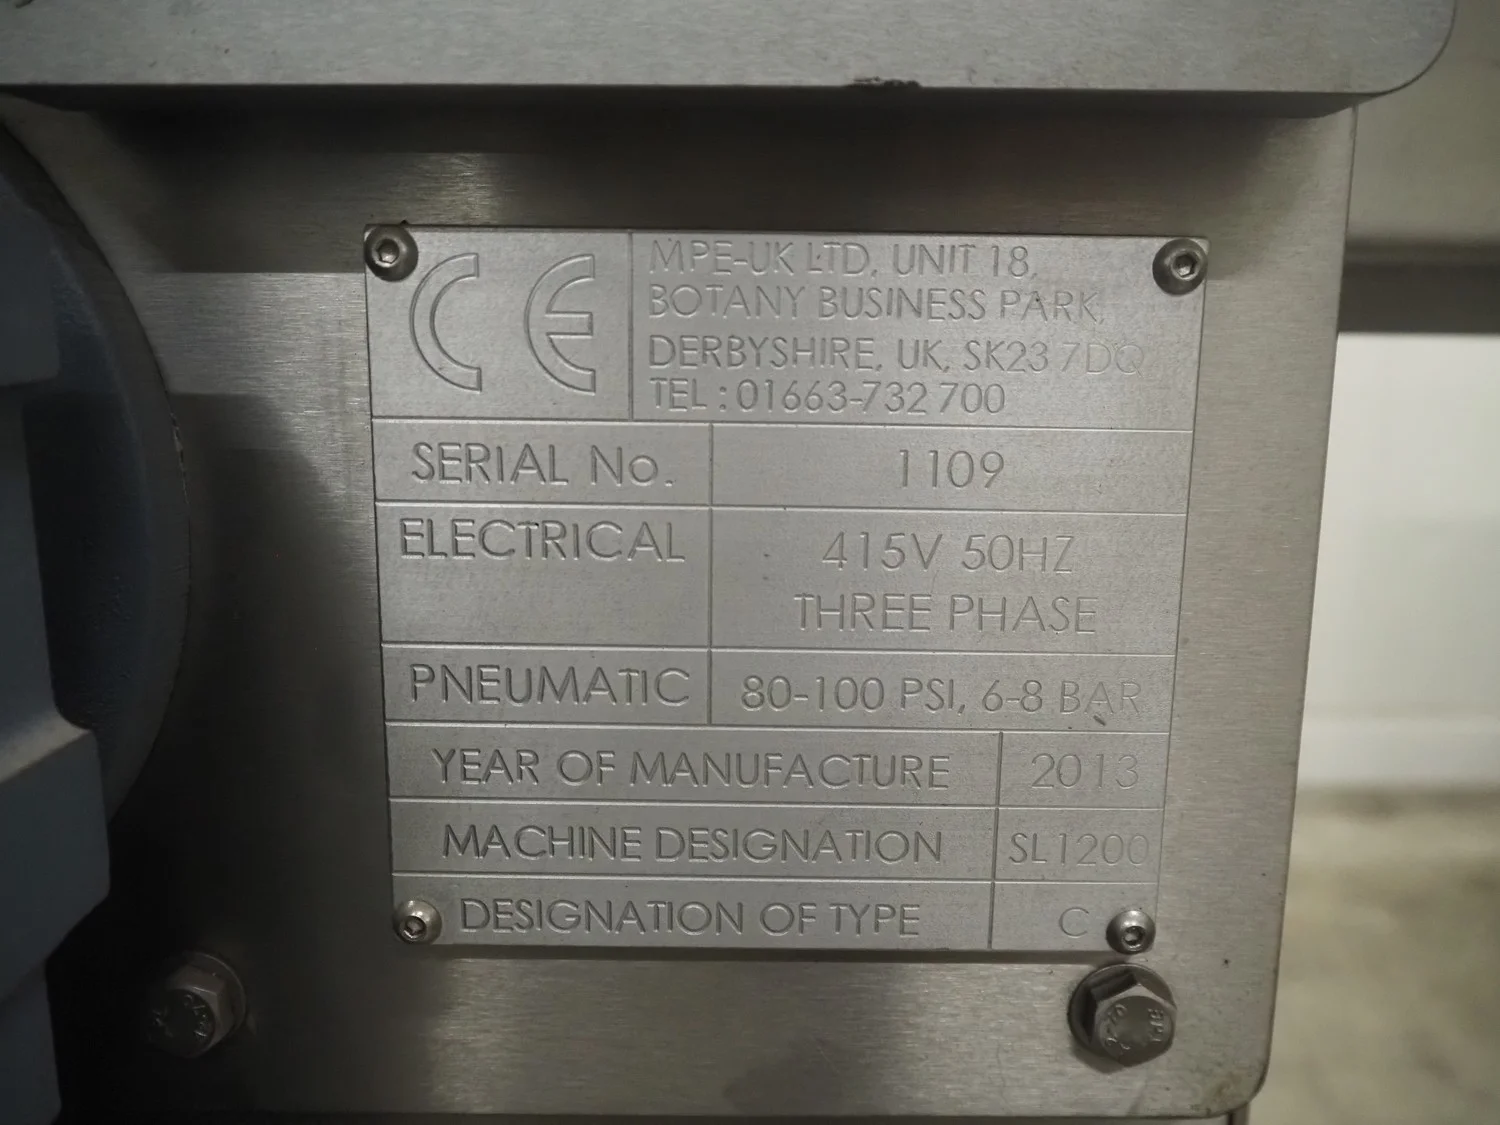 CE
MPE-UK LTD, UNIT 18,
BOTANY BUSINESS PARK,
DERBYSHIRE, UK, SK23 7DQ
TEL : 01663-732 700
SERIAL No. 1109
ELECTRICAL 415V 50HZ
THREE PHASE
PNEUMATIC 80-100 PSI, 6-8 BAR
YEAR OF MANUFACTURE 2013
MACHINE DESIGNATION SL1200
DESIGNATION OF TYPE C